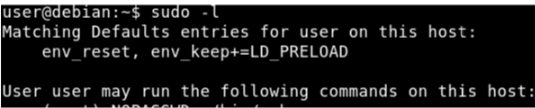 user@debian:~$ sudo -l
Matching Defaults entries for user on this host:
env_reset, env_keep+=LD_PRELOAD
User user may run the following commands on this host: